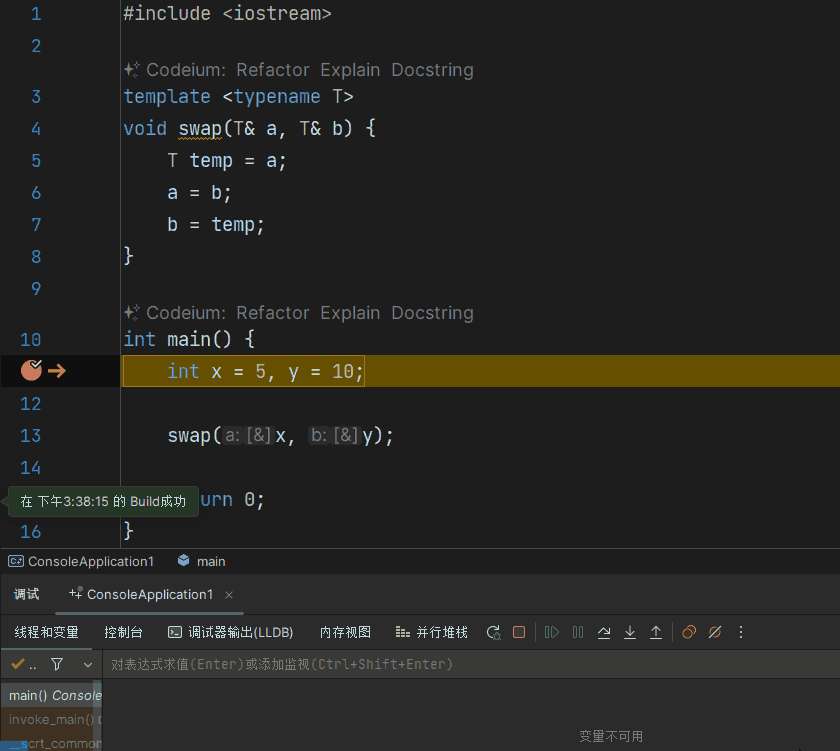 1 #include <iostream>
2
Codeium: Refactor Explain Docstring
3 template <typename T>
4 void swap(T& a, T& b) {
5 T temp = a;
6 a = b;
7 b = temp;
8 }
9
Codeium: Refactor Explain Docstring
10 int main() {
int x = 5, y = 10;
12
13 swap(a:[&]x, b:[&]y);
14
在 下午3:38:15 的 Build成功 urn 0;
16 }
ConsoleApplication1 main
调试 ConsoleApplication1 ×
线程和变量 控制台 调试器输出(LLDB) 内存视图 并行堆栈
.. 对表达式求值(Enter)或添加监视(Ctrl+Shift+Enter)
main() Console
invoke_main()
变量不可用
__scrt_common